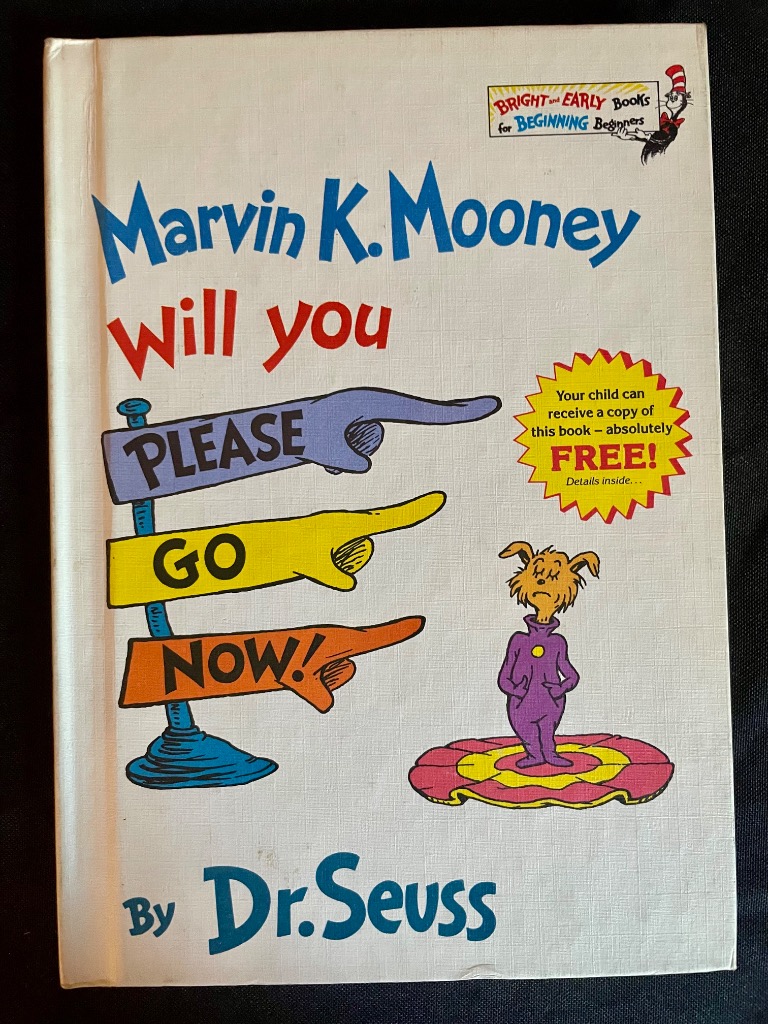 BRIGHT and EARLY Books
for BEGINNING Beginners
Marvin K. Mooney
Will you
PLEASE
GO
NOW!
Your child can
receive a copy of
this book – absolutely
FREE!
Details inside...
By Dr. Seuss